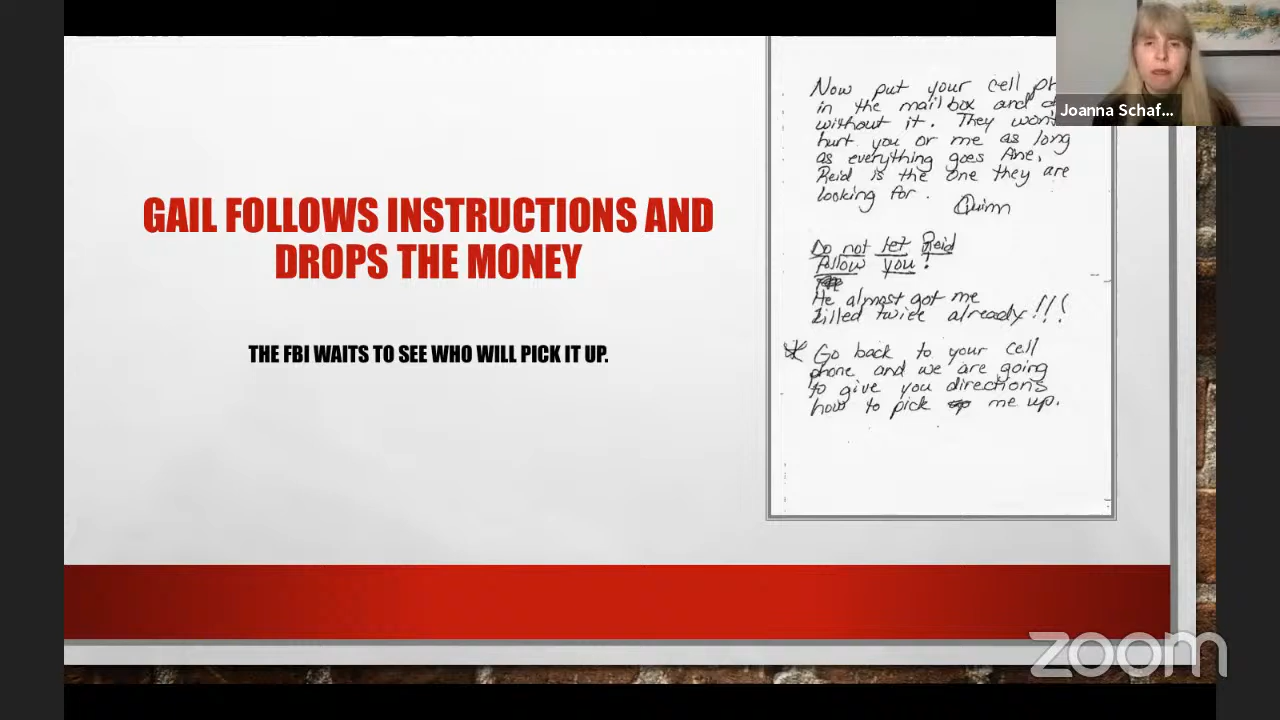 GAIL FOLLOWS INSTRUCTIONS AND
DROPS THE MONEY
THE FBI WAITS TO SEE WHO WILL PICK IT UP.
Now put your cell ph
in the mailbox and
without it. They won't
hurt you or me as long
as everything goes fine.
Reid is the one they are
looking for.
Quinn
Do not let Reid
follow you!
He almost got me
killed twice already!!!
* Go back to your cell
phone and we are going
to give you directions
how to pick me up.
Joanna Schaf...
zoom